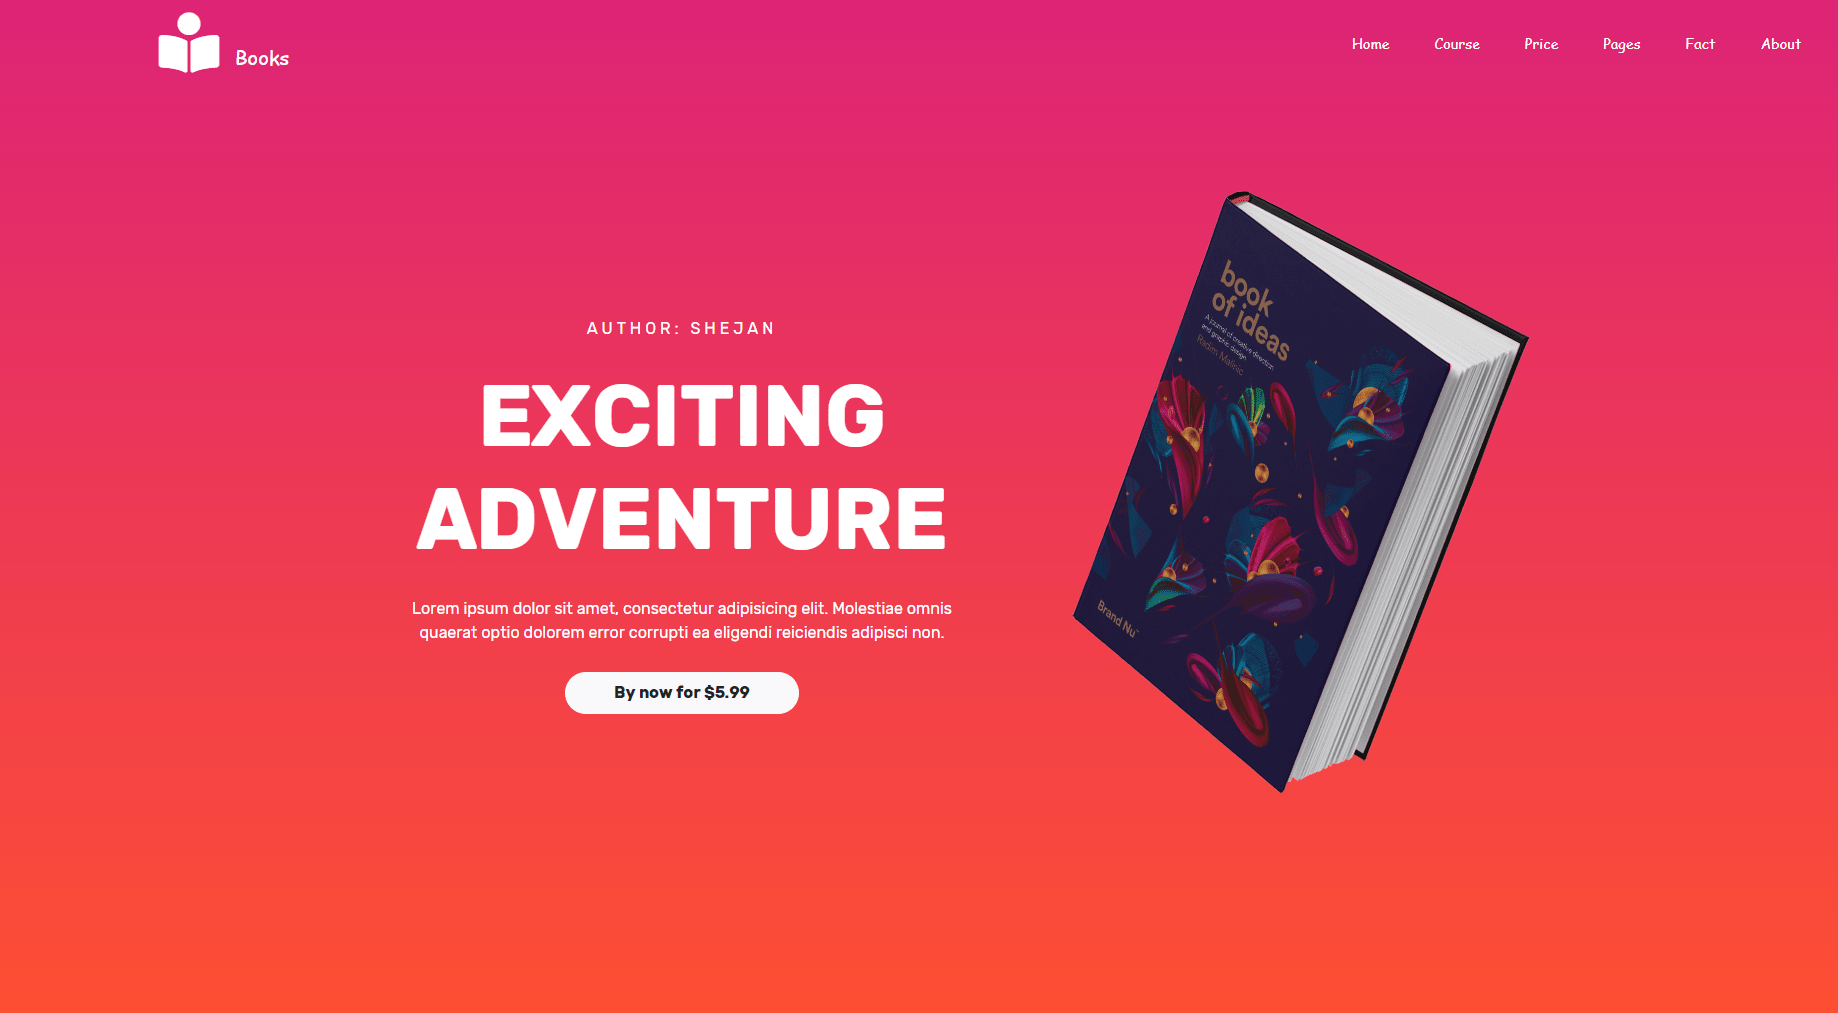 Books
Home Course Price Pages Fact About
AUTHOR: SHEJAN
EXCITING
ADVENTURE
Lorem ipsum dolor sit amet, consectetur adipisicing elit. Molestiae omnis
quaerat optio dolorem error corrupti ea eligendi reiciendis adipisci non.
By now for $5.99
book
of ideas
A journal of creative direction
and graphic design
Radim Malinic
Brand Nu™